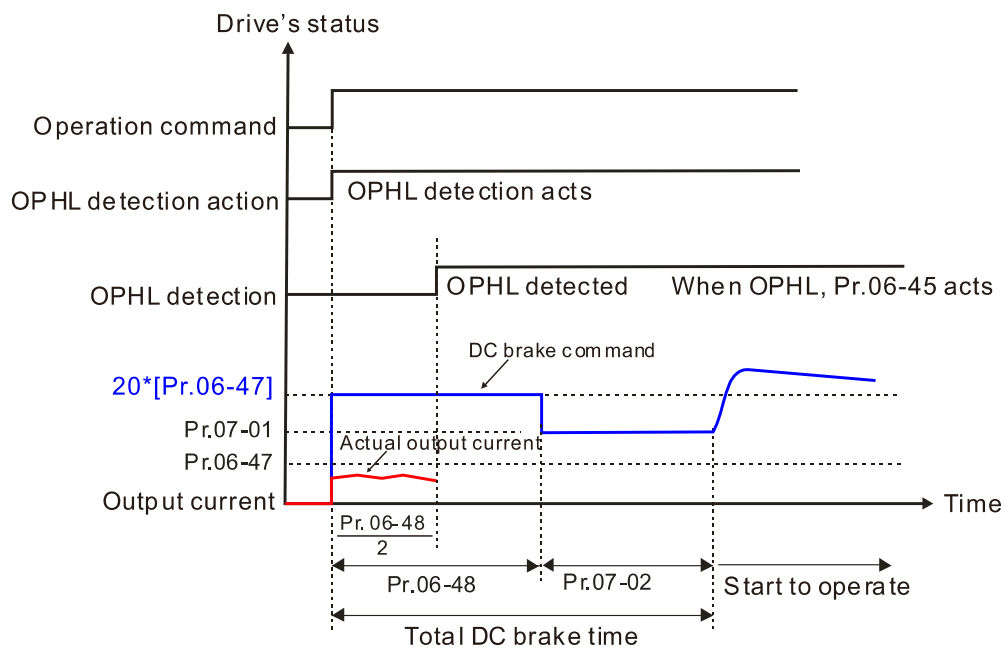 Drive's status
Operation command
OPHL detection action
OPHL detection acts
OPHL detection
OPHL detected
When OPHL, Pr.06-45 acts
DC brake command
20*[Pr.06-47]
Pr.07-01
Actual output current
Pr.06-47
Output current
Time
Pr. 06-48
2
Pr.06-48
Pr.07-02
Start to operate
Total DC brake time